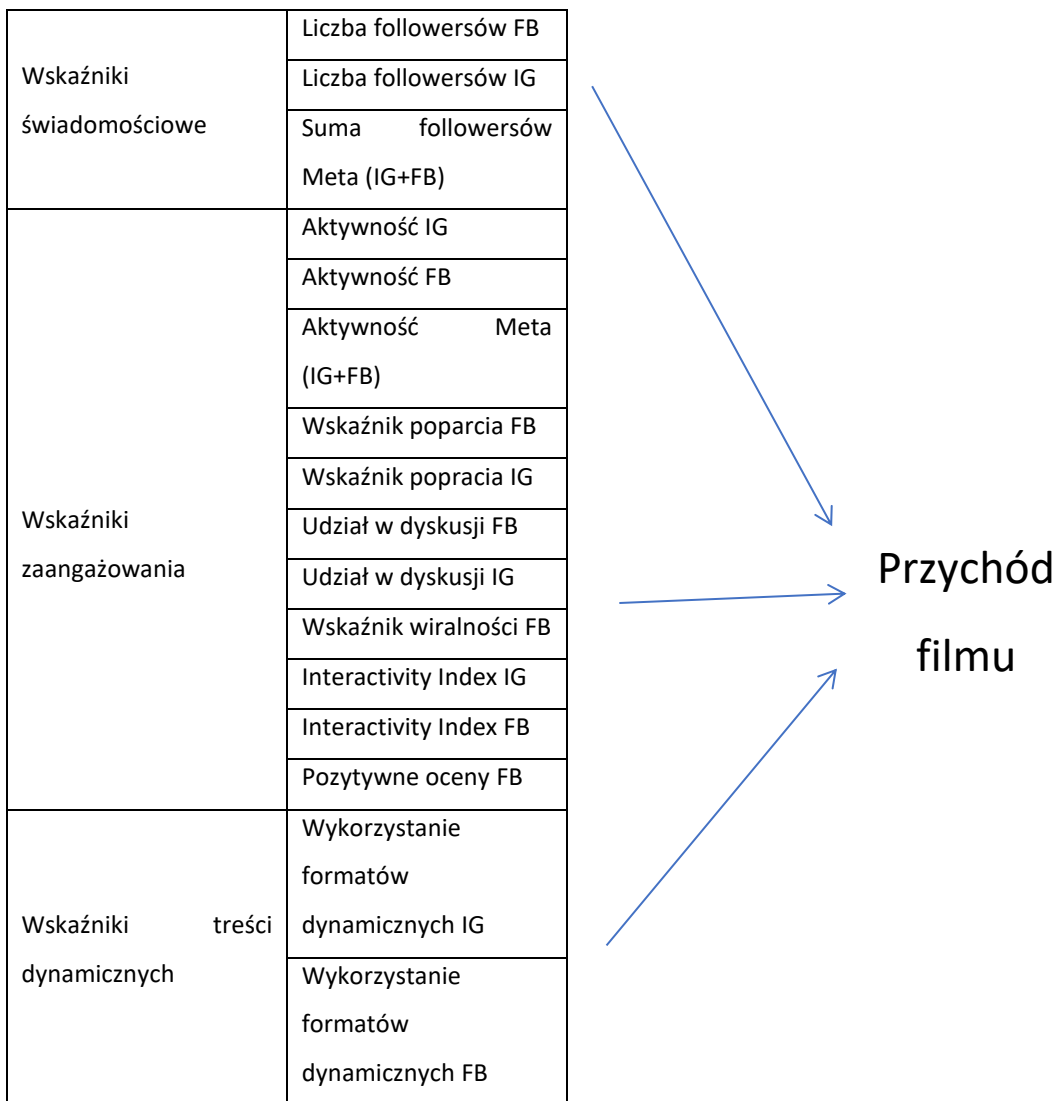 Wskaźniki
świadomościowe
Liczba followersów FB
Liczba followersów IG
Suma followersów
Meta (IG+FB)
Wskaźniki
zaangażowania
Aktywność IG
Aktywność FB
Aktywność Meta
(IG+FB)
Wskaźnik poparcia FB
Wskaźnik popracia IG
Udział w dyskusji FB
Udział w dyskusji IG
Wskaźnik wiralności FB
Interactivity Index IG
Interactivity Index FB
Pozytywne oceny FB
Wskaźniki treści
dynamicznych
Wykorzystanie
formatów
dynamicznych IG
Wykorzystanie
formatów
dynamicznych FB
Przychód
filmu